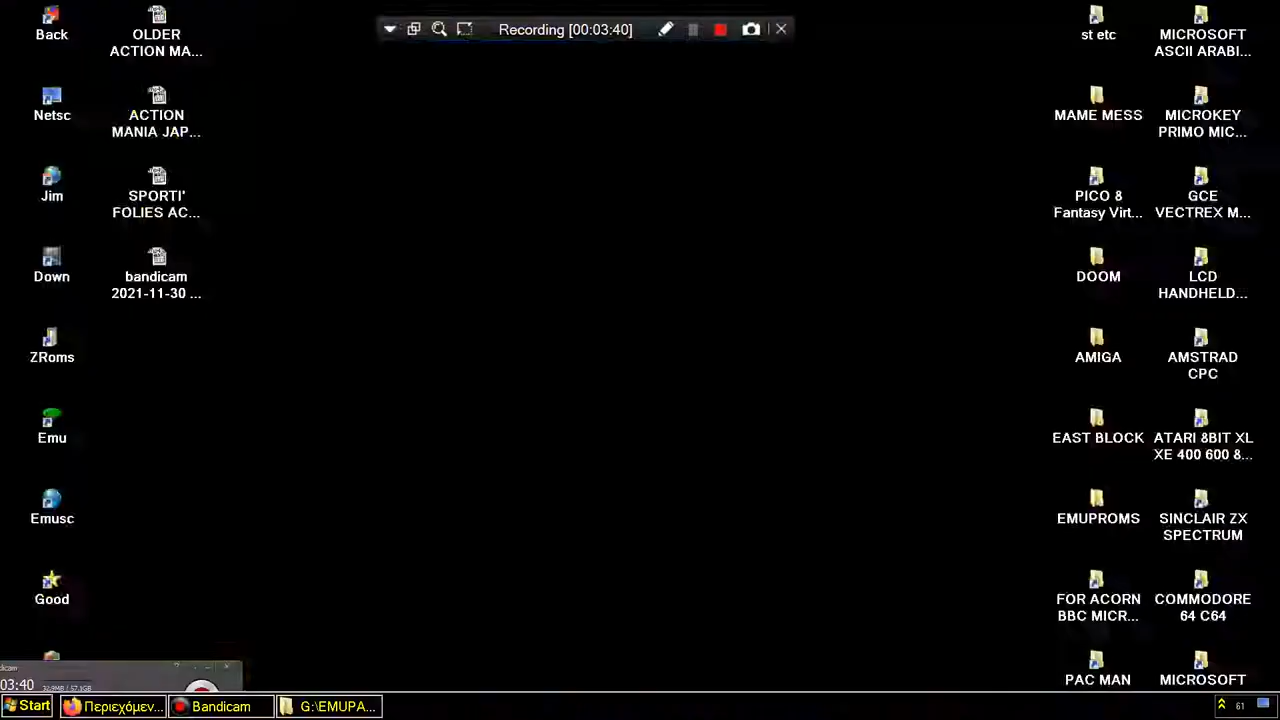 Recording [00:03:40]
Back
Netsc
Jim
Down
ZRoms
Emu
Emusc
Good
OLDER
ACTION MA...
ACTION
MANIA JAP...
SPORTI'
FOLIES AC...
bandicam
2021-11-30 ...
st etc
MAME MESS
PICO 8
Fantasy Virt...
DOOM
AMIGA
EAST BLOCK
EMUPROMS
FOR ACORN
BBC MICR...
PAC MAN
MICROSOFT
ASCII ARABI...
MICROKEY
PRIMO MIC...
GCE
VECTREX M...
LCD
HANDHELD...
AMSTRAD
CPC
ATARI 8BIT XL
XE 400 600 8...
SINCLAIR ZX
SPECTRUM
COMMODORE
64 C64
MICROSOFT
03:40
Start
Περιεχόμεν...
Bandicam
G:\EMUPA...
61